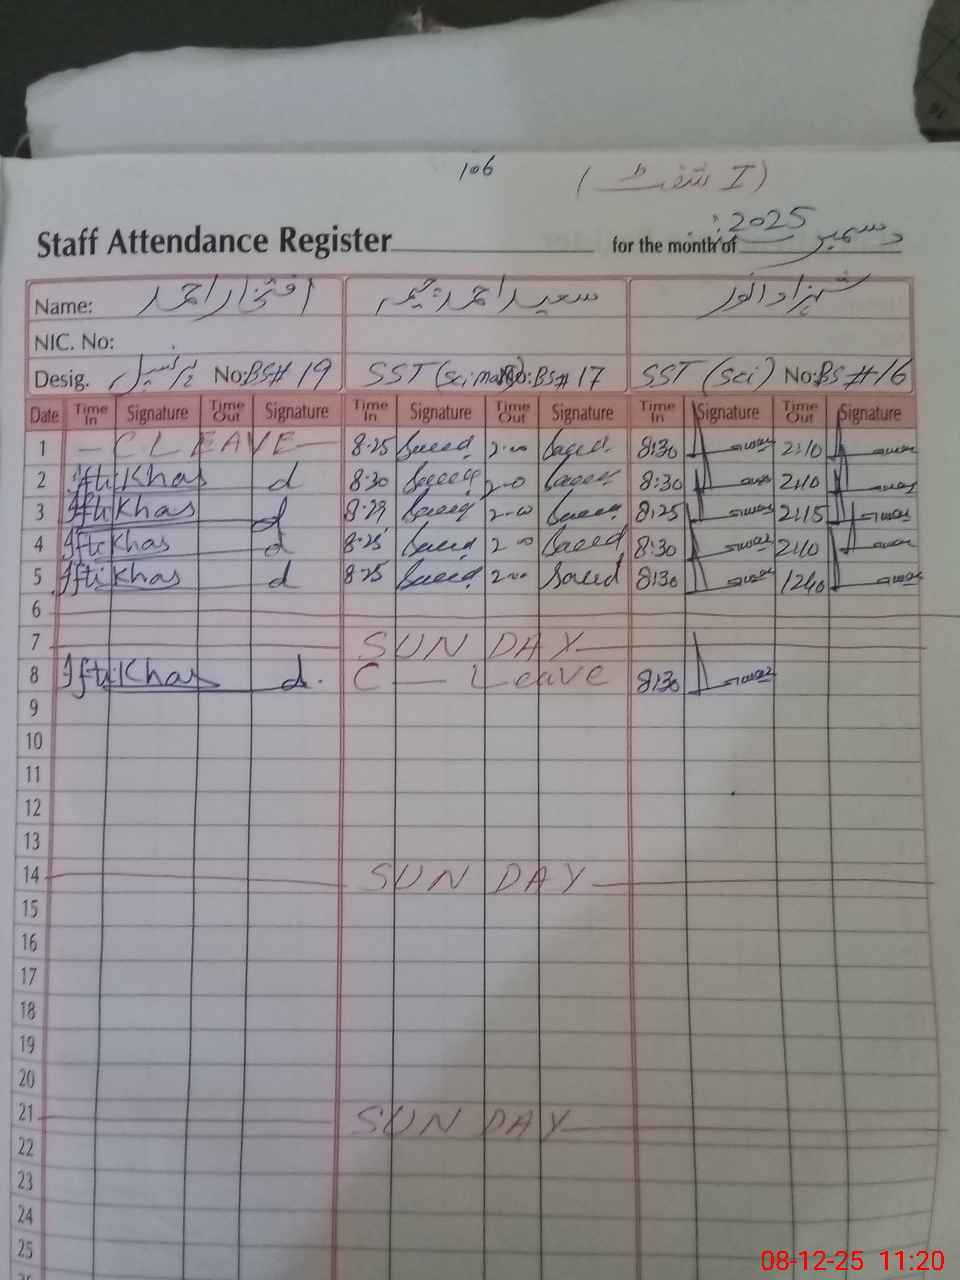 106
( I شفٹ )
Staff Attendance Register for the month of دسمبر 2025
Name: افتخار احمد سعید احمد شہزاد انور
NIC. No:
Desig. پرنسپل No: BS# 19 SST (sci: No: BS# 17 SST (sci) No: BS #16
Date Time In Signature Time Out Signature Time In Signature Time Out Signature Time In Signature Time Out Signature
1 — C LEAVE — 8:25 Saeed 2:00 Saeed 8:30 2:10
2 Iftikhar 8:30 Saeed 2:0 Saeed 8:30 2:10
3 Iftikhar 8:29 Saeed 2:00 Saeed 8:25 2:15
4 Iftikhar 8:25 Saeed 2:00 Saeed 8:30 2:10
5 Iftikhar 8:25 Saeed 2:00 Saeed 8:30 12:40
6
7 SUNDAY
8 Iftikhar C — Leave 8:30
9
10
11
12
13
14 SUNDAY
15
16
17
18
19
20
21 SUNDAY
22
23
24
25
08-12-25 11:20